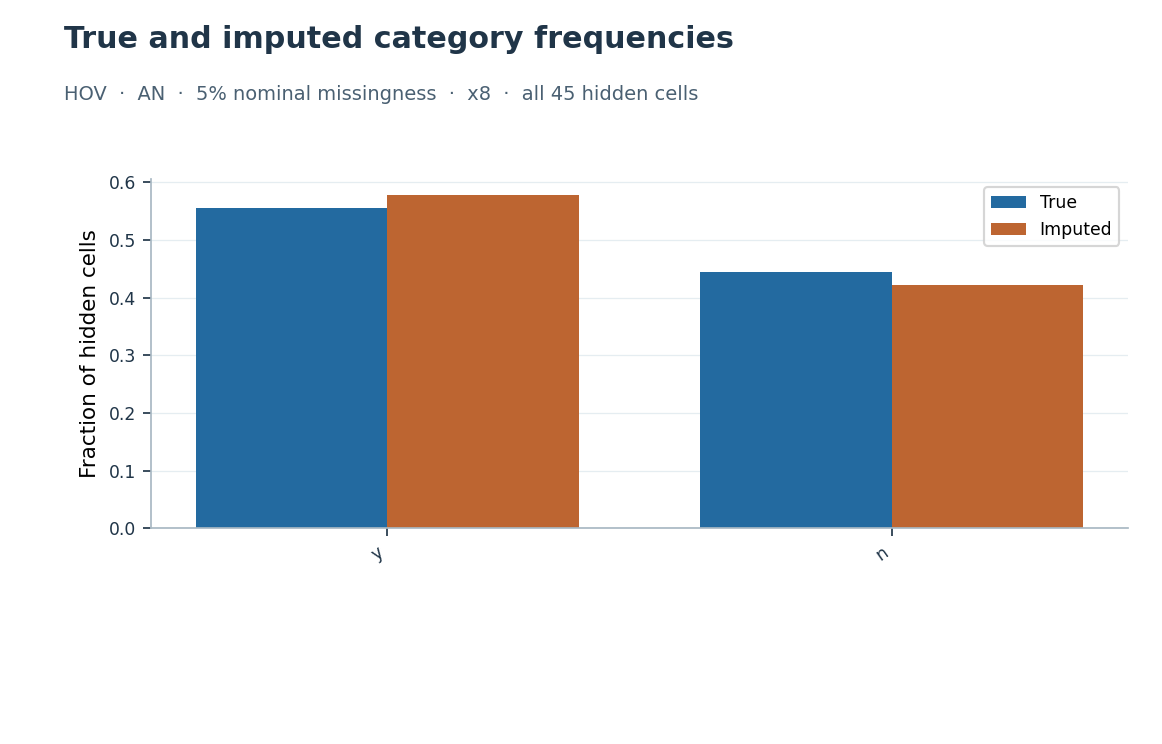 True and imputed category frequencies
HOV · AN · 5% nominal missingness · x8 · all 45 hidden cells
Fraction of hidden cells
0.6
0.5
0.4
0.3
0.2
0.1
0.0
True
Imputed
y
n